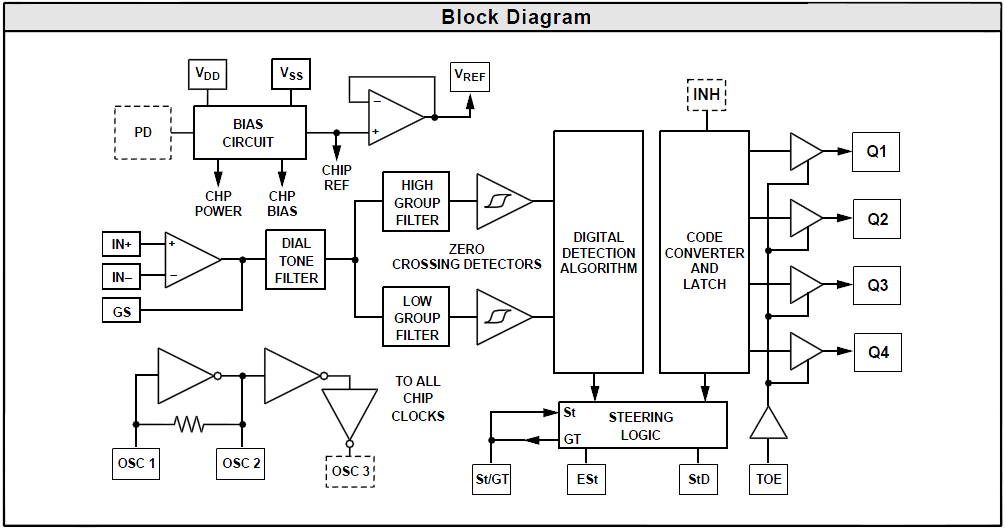 Block Diagram
VDD
VSS
VREF
INH
PD
BIAS
CIRCUIT
−
+
CHIP
REF
CHP
POWER
CHP
BIAS
Q1
HIGH
GROUP
FILTER
Q2
IN+
IN−
GS
+
−
DIAL
TONE
FILTER
ZERO
CROSSING DETECTORS
DIGITAL
DETECTION
ALGORITHM
CODE
CONVERTER
AND
LATCH
Q3
LOW
GROUP
FILTER
Q4
TO ALL
CHIP
CLOCKS
St
GT
STEERING
LOGIC
OSC 1
OSC 2
OSC 3
St/GT
ESt
StD
TOE